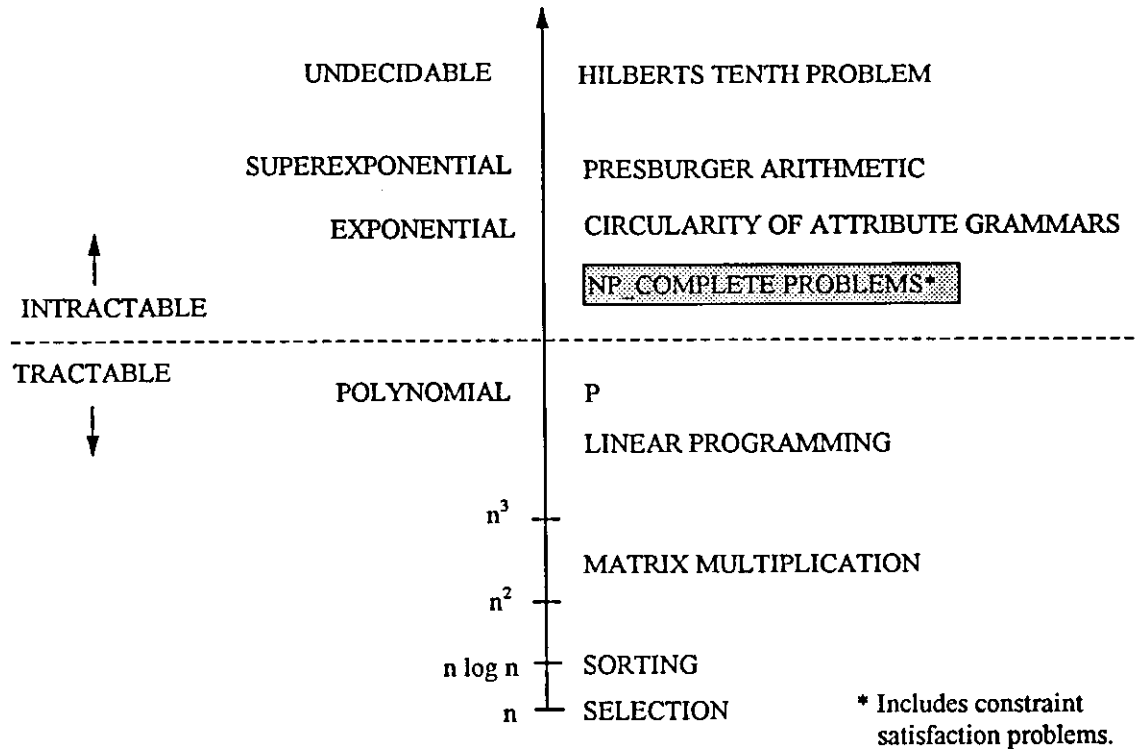 UNDECIDABLE HILBERTS TENTH PROBLEM
SUPEREXPONENTIAL PRESBURGER ARITHMETIC
EXPONENTIAL CIRCULARITY OF ATTRIBUTE GRAMMARS
NP_COMPLETE PROBLEMS*
INTRACTABLE
TRACTABLE
POLYNOMIAL P
LINEAR PROGRAMMING
n³
MATRIX MULTIPLICATION
n²
n log n SORTING
n SELECTION
* Includes constraint
satisfaction problems.